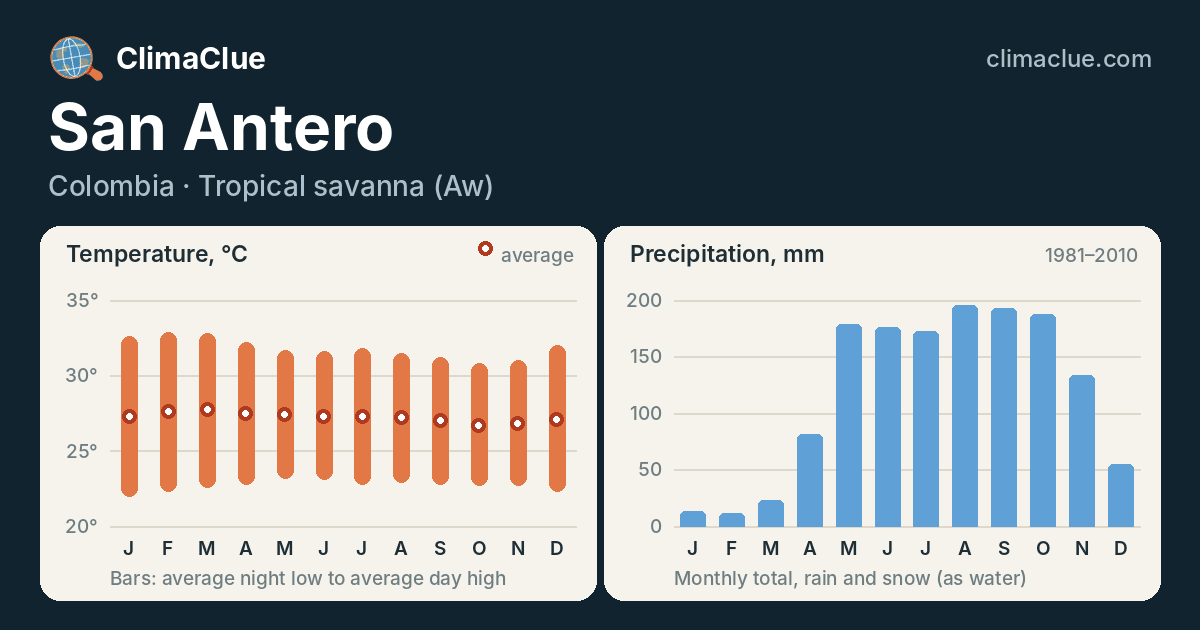 ClimaClue
climaclue.com
San Antero
Colombia · Tropical savanna (Aw)
Temperature, °C
average
35°
30°
25°
20°
J F M A M J J A S O N D
Bars: average night low to average day high
Precipitation, mm
1981–2010
200
150
100
50
0
J F M A M J J A S O N D
Monthly total, rain and snow (as water)